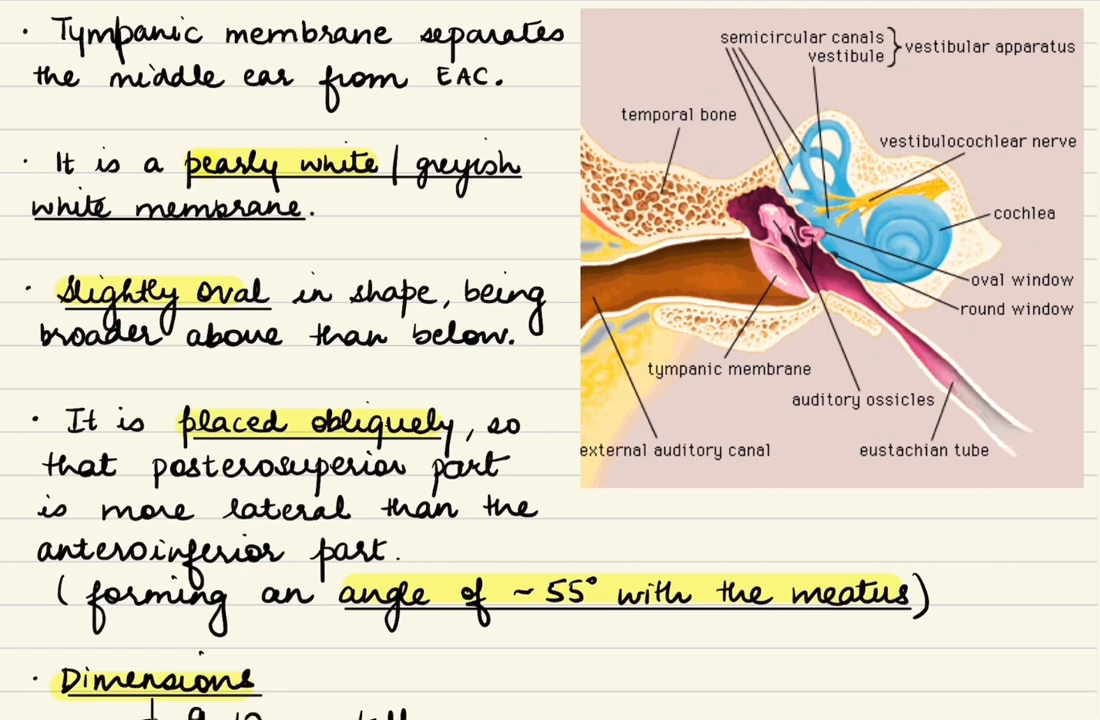 · Tympanic membrane separates
the middle ear from EAC.
· It is a pearly white / greyish
white membrane.
· Slightly oval in shape, being
broader above than below.
· It is placed obliquely, so
that posterosuperior part
is more lateral than the
anteroinferior part.
( forming an angle of ~ 55° with the meatus)
· Dimensions
semicircular canals
vestibule
vestibular apparatus
temporal bone
vestibulocochlear nerve
cochlea
oval window
round window
tympanic membrane
auditory ossicles
external auditory canal
eustachian tube